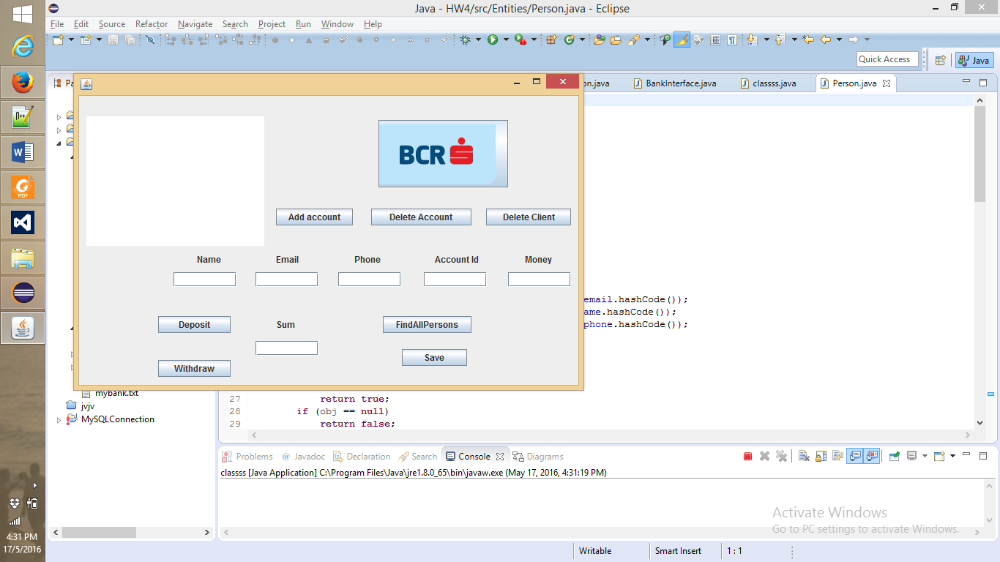 Java - HW4/src/Entities/Person.java - Eclipse
File Edit Source Refactor Navigate Search Project Run Window Help
Quick Access
Java
Pa
on.java
BankInterface.java
classss.java
Person.java
BCR
Add account
Delete Account
Delete Client
Name
Email
Phone
Account Id
Money
Deposit
Sum
FindAllPersons
Save
Withdraw
email.hashCode());
ame.hashCode());
phone.hashCode());
27 return true;
28 if (obj == null)
29 return false;
mybank.txt
jvjv
MySQLConnection
Problems
@ Javadoc
Declaration
Search
Console
Diagrams
classss [Java Application] C:\Program Files\Java\jre1.8.0_65\bin\javaw.exe (May 17, 2016, 4:31:19 PM)
Activate Windows
Go to PC settings to activate Windows.
Writable
Smart Insert
1 : 1
N++
W
PDF
4:31 PM
17/5/2016